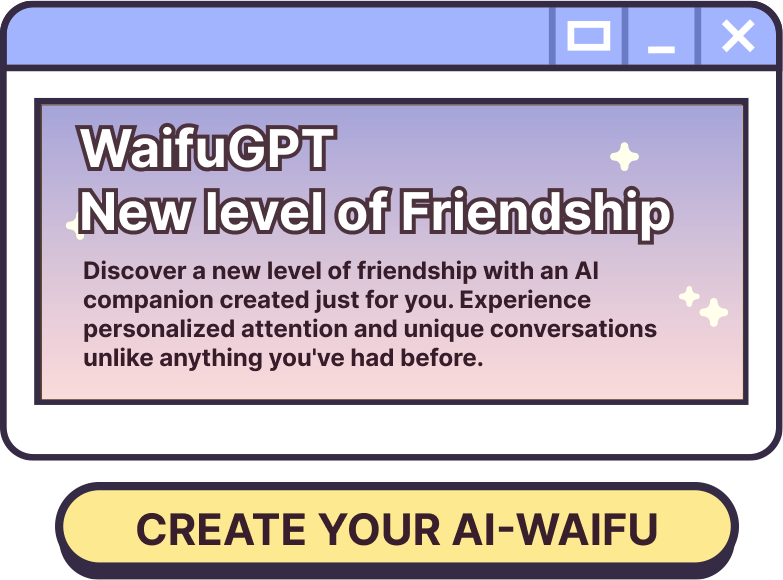 WaifuGPT
New level of Friendship
Discover a new level of friendship with an AI
companion created just for you. Experience
personalized attention and unique conversations
unlike anything you've had before.
CREATE YOUR AI-WAIFU